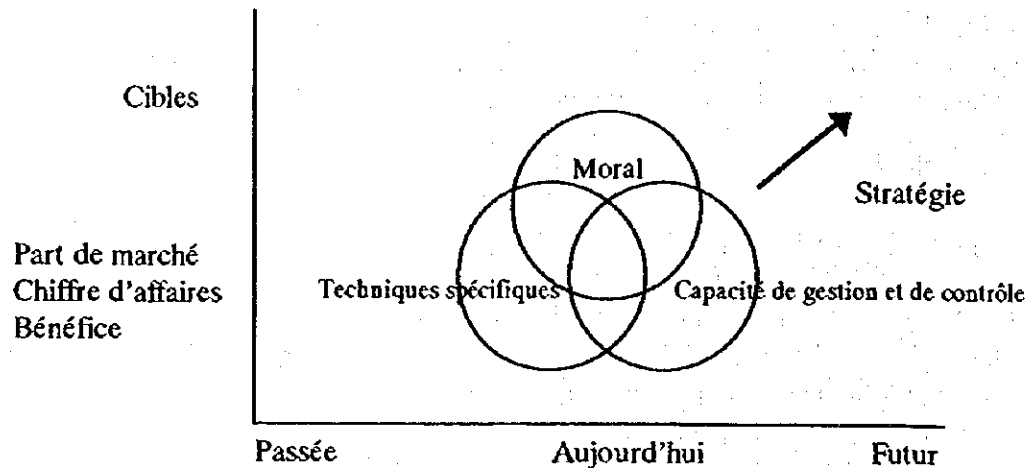 Cibles
Moral
Stratégie
Part de marché
Chiffre d'affaires
Bénéfice
Techniques spécifiques
Capacité de gestion et de contrôle
Passée
Aujourd'hui
Futur